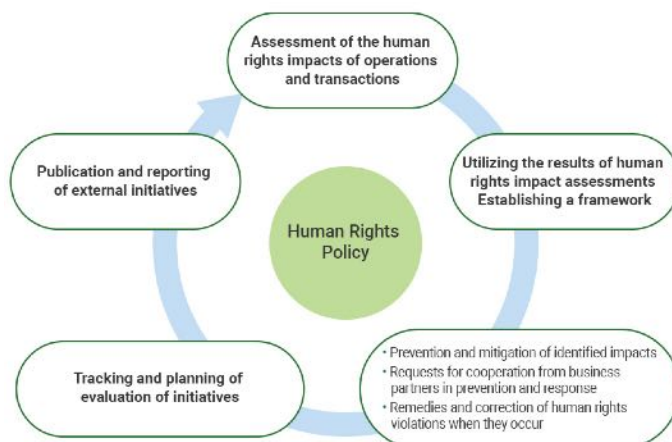 Assessment of the human
rights impacts of operations
and transactions
Utilizing the results of human
rights impact assessments
Establishing a framework
• Prevention and mitigation of identified impacts
• Requests for cooperation from business
partners in prevention and response
• Remedies and correction of human rights
violations when they occur
Tracking and planning of
evaluation of initiatives
Publication and reporting
of external initiatives
Human Rights
Policy